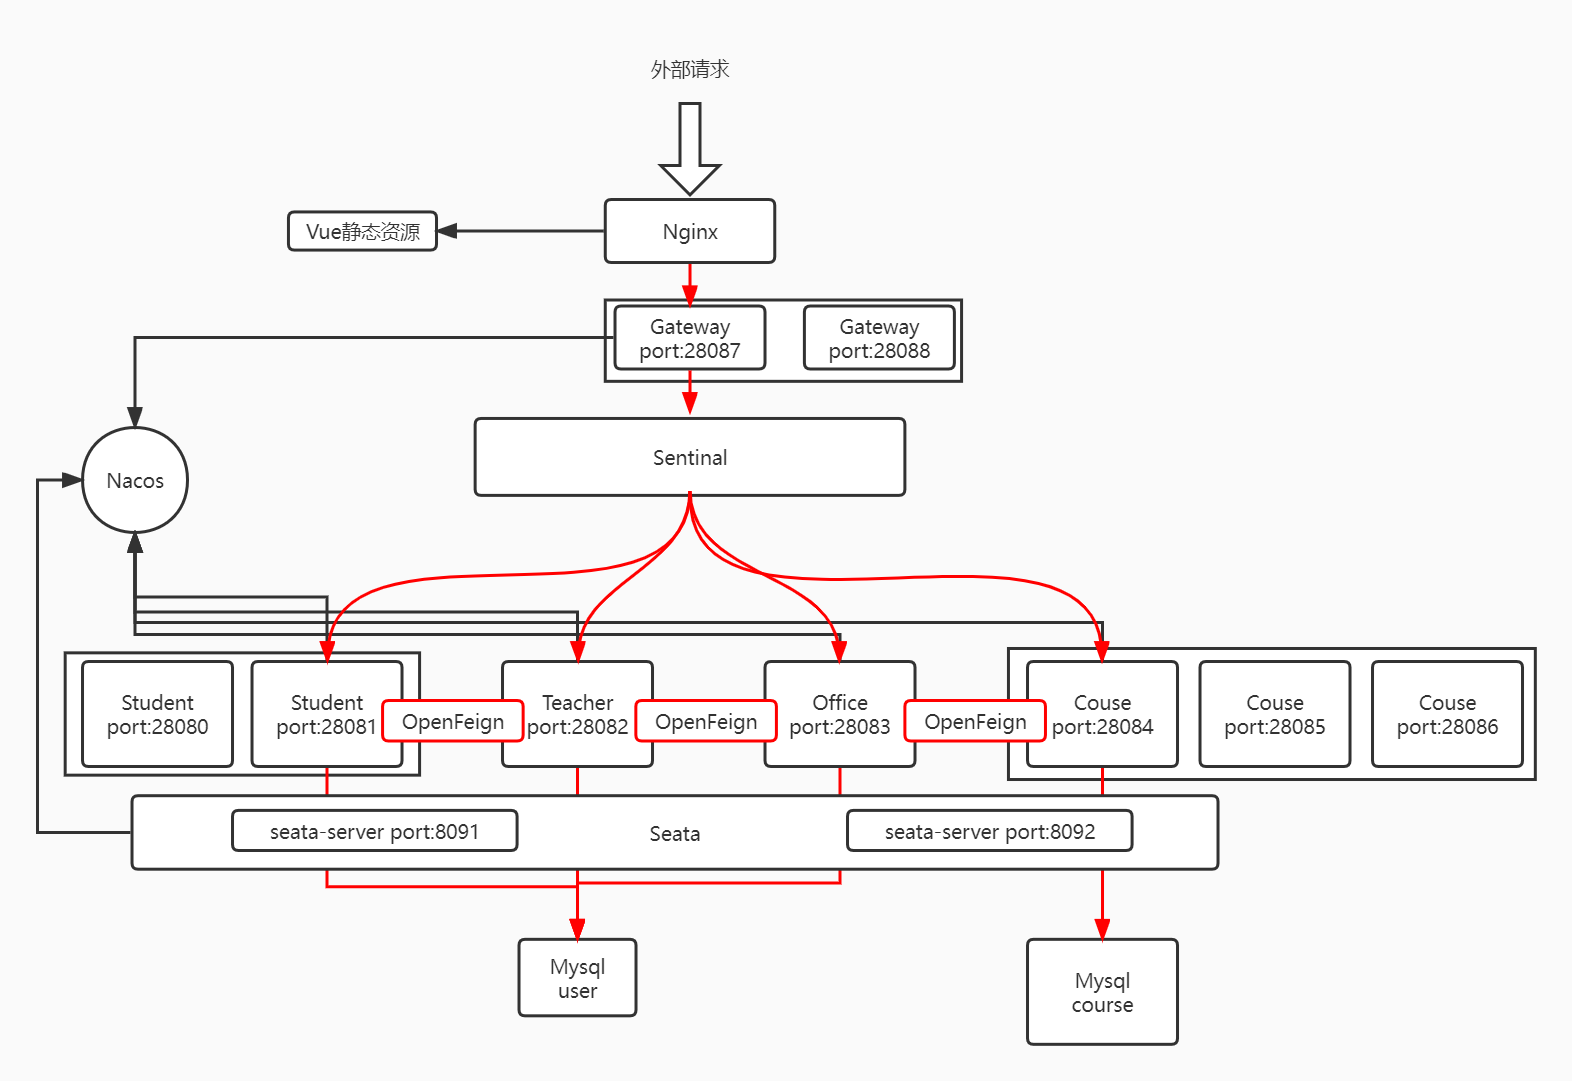 外部请求
Vue静态资源
Nginx
Gateway
port:28087
Gateway
port:28088
Sentinal
Nacos
Student
port:28080
Student
port:28081
OpenFeign
Teacher
port:28082
OpenFeign
Office
port:28083
OpenFeign
Couse
port:28084
Couse
port:28085
Couse
port:28086
seata-server port:8091
Seata
seata-server port:8092
Mysql
user
Mysql
course